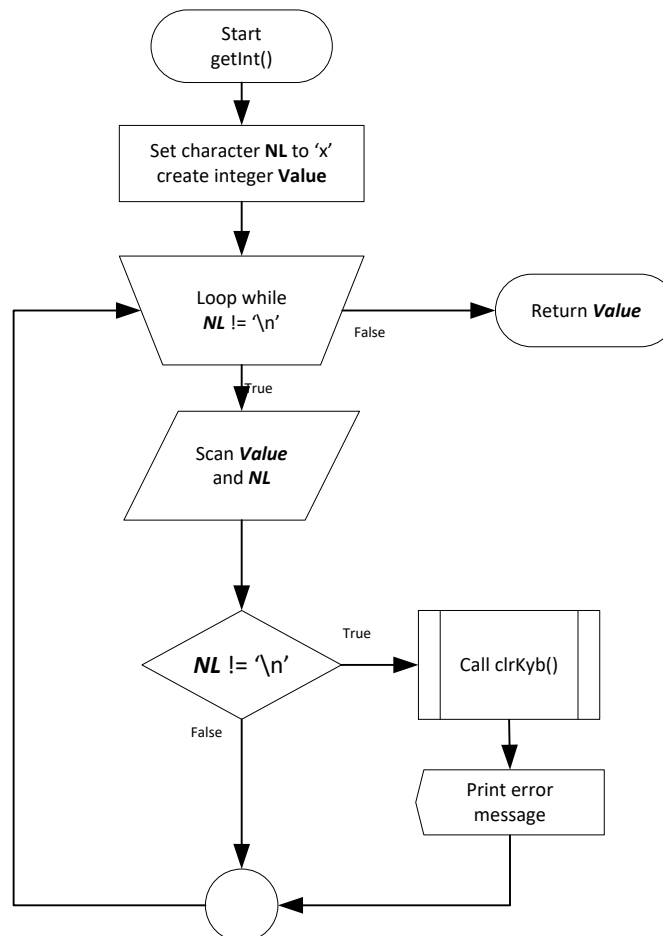 Start
getInt()
Set character NL to ‘x’
create integer Value
Loop while
NL != ‘\n’
False
Return Value
True
Scan Value
and NL
NL != ‘\n’
True
Call clrKyb()
False
Print error
message